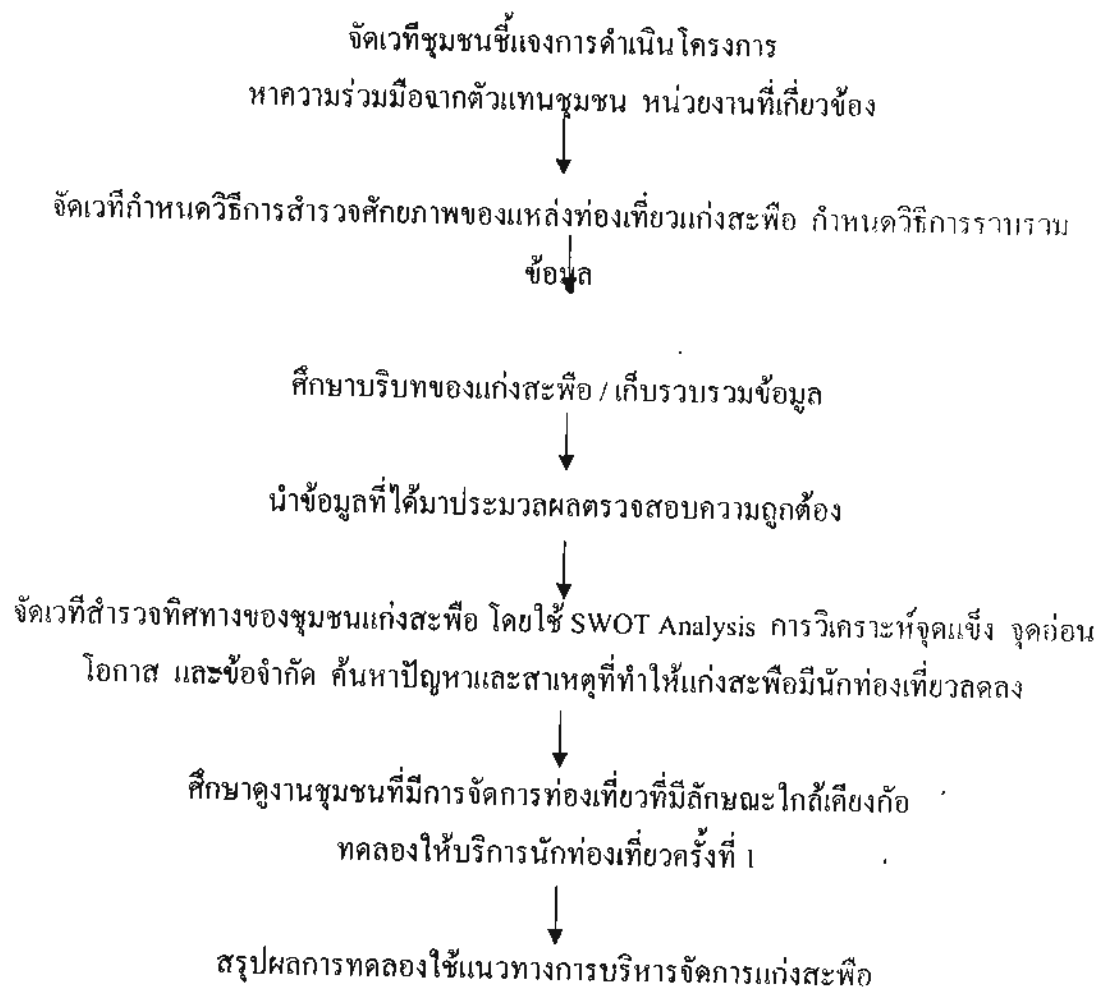 จัดเวทีชุมชนชี้แจงการดำเนินโครงการ
หาความร่วมมือจากตัวแทนชุมชน หน่วยงานที่เกี่ยวข้อง
จัดเวทีกำหนดวิธีการสำรวจศักยภาพของแหล่งท่องเที่ยวแก่งสะพือ กำหนดวิธีการรวบรวม
ข้อมูล
ศึกษาบริบทของแก่งสะพือ / เก็บรวบรวมข้อมูล
นำข้อมูลที่ได้มาประมวลผลตรวจสอบความถูกต้อง
จัดเวทีสำรวจทิศทางของชุมชนแก่งสะพือ โดยใช้ SWOT Analysis การวิเคราะห์จุดแข็ง จุดอ่อน
โอกาส และข้อจำกัด ค้นหาปัญหาและสาเหตุที่ทำให้แก่งสะพือมีนักท่องเที่ยวลดลง
ศึกษาดูงานชุมชนที่มีการจัดการท่องเที่ยวที่มีลักษณะใกล้เคียงกัอ
ทดลองให้บริการนักท่องเที่ยวครั้งที่ 1
สรุปผลการทดลองใช้แนวทางการบริหารจัดการแก่งสะพือ